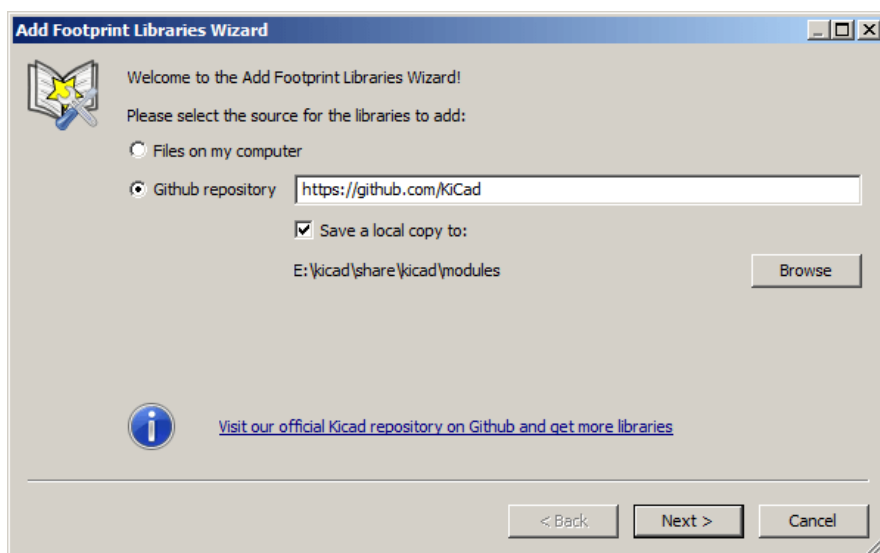 Add Footprint Libraries Wizard
Welcome to the Add Footprint Libraries Wizard!
Please select the source for the libraries to add:
Files on my computer
Github repository https://github.com/KiCad
Save a local copy to:
E:\kicad\share\kicad\modules Browse
Visit our official Kicad repository on Github and get more libraries
< Back Next > Cancel